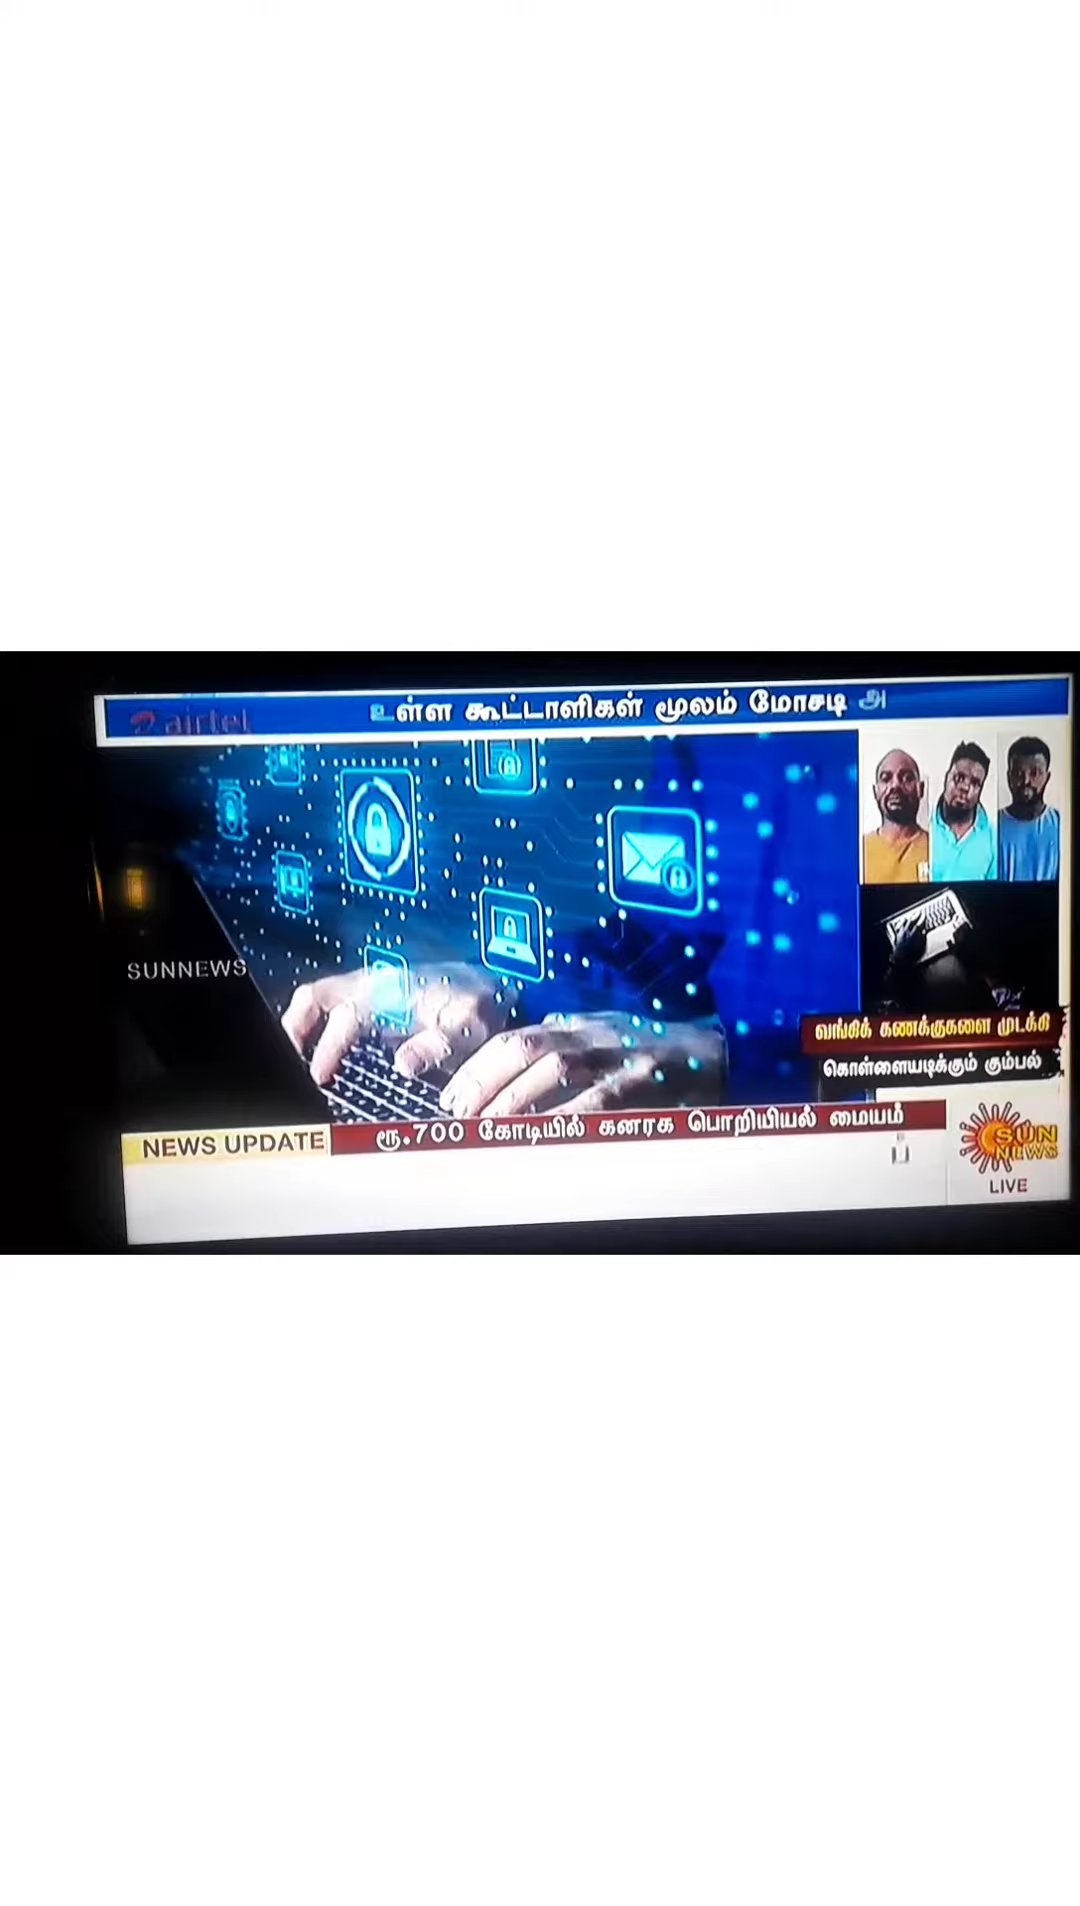 airtel
உள்ள கூட்டாளிகள் மூலம் மோசடி அ
SUNNEWS
வங்கிக் கணக்குகளை முடக்கி
கொள்ளையடிக்கும் கும்பல்
NEWS UPDATE
ரூ.700 கோடியில் கனரக பொறியியல் மையம்
SUN
NEWS
LIVE